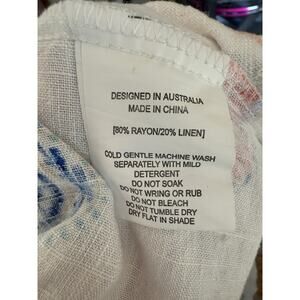 DESIGNED IN AUSTRALIA
MADE IN CHINA
[80% RAYON/20% LINEN]
COLD GENTLE MACHINE WASH
SEPARATELY WITH MILD
DETERGENT
DO NOT SOAK
DO NOT WRING OR RUB
DO NOT BLEACH
DO NOT TUMBLE DRY
DRY FLAT IN SHADE